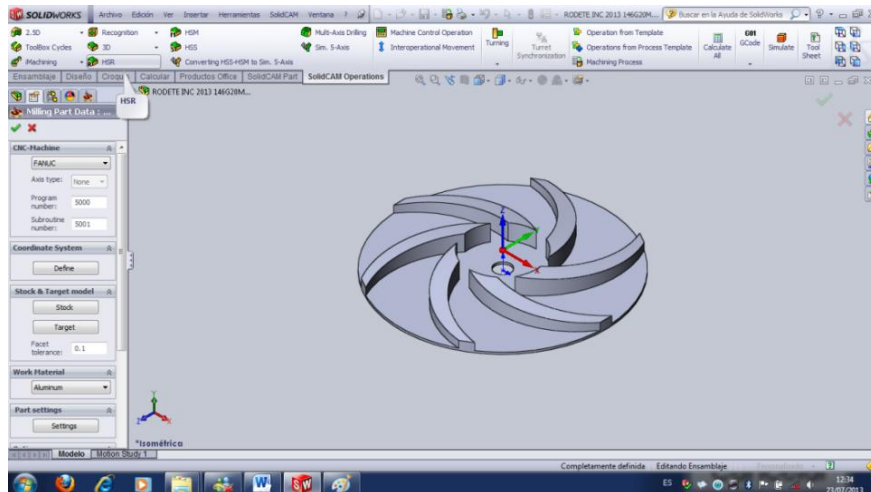 SOLIDWORKS Archivo Edición Ver Insertar Herramientas SolidCAM Ventana ? RODETE INC 2013 146G20M... Buscar en la Ayuda de SolidWorks
2.5D Recognition HSM Multi-Axis Drilling Machine Control Operation Operation from Template G01
ToolBox Cycles 3D HSS Sim. 5-Axis Interoperational Movement Turning Turret Synchronization Operations from Process Template Calculate All GCode Simulate Tool Sheet
Machining HSR Converting HSS-HSM to Sim. 5-Axis Machining Process
Ensamblaje Diseño Croqu Calcular Productos Office SolidCAM Part SolidCAM Operations
HSR
RODETE INC 2013 146G20M...
Milling Part Data : ...
CNC-Machine
FANUC
Axis type: None
Program number: 5000
Subroutine number: 5001
Coordinate System
Define
Stock & Target model
Stock
Target
Facet tolerance: 0.1
Work Material
Aluminum
Part settings
Settings
Z
X
Y
Z
X
*Isométrica
Modelo Motion Study 1
Completamente definida Editando Ensamblaje
W SW ES 12:34
23/07/2013